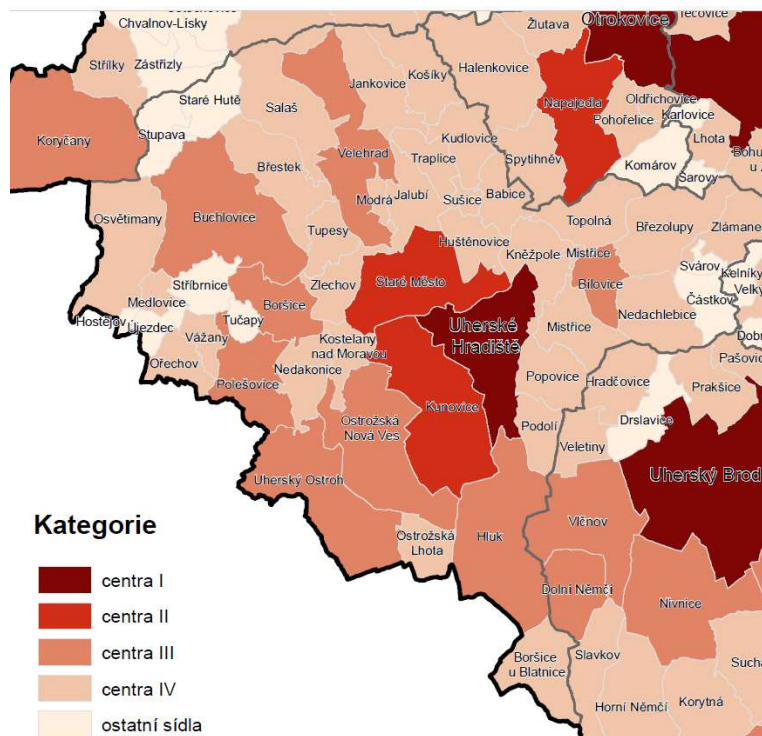 Chvalnov-Lísky
Žlutava
Otrokovice
Střílky
Zástřizly
Jankovice
Košíky
Halenkovice
Staré Hutě
Salaš
Napajedla
Oldřichovice
Karlovice
Pohořelice
Koryčany
Stupava
Kudlovice
Lhota
Velehrad
Traplice
Spytihněv
Komárov
Břestek
Šarovy
Modrá
Jalubí
Sušice
Babice
Osvětimany
Buchlovice
Topolná
Březolupy
Zlámane
Tupesy
Huštěnovice
Kněžpole
Mistřice
Svárov
Kelníky
Stříbrnice
Zlechov
Staré Město
Bílovice
Částkov
Velky
Medlovice
Boršice
Nedachlebice
Hostějov
Újezdec
Tučapy
Uherské
Hradiště
Mistřice
Vážany
Kostelany
nad Moravou
Ořechov
Nedakonice
Popovice
Hradčovice
Prakšice
Pašovic
Polešovice
Kunovice
Drslavice
Ostrožská
Nová Ves
Podolí
Veletiny
Uherský Ostroh
Uherský Brod
Vlčnov
Ostrožská
Lhota
Hluk
Dolní Němčí
Nivnice
Boršice
u Blatnice
Slavkov
Sucha
Horní Němčí
Korytná
Kategorie
centra I
centra II
centra III
centra IV
ostatní sídla